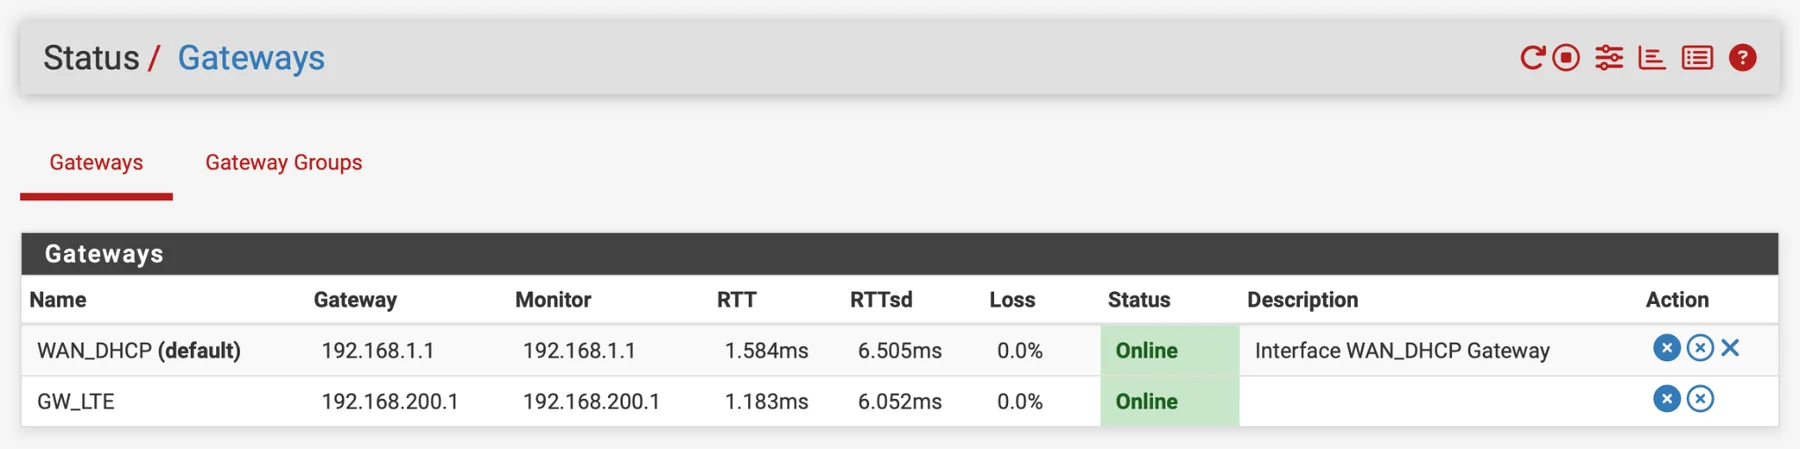 Status / Gateways
Gateways Gateway Groups
Gateways
Name Gateway Monitor RTT RTTsd Loss Status Description Action
WAN_DHCP (default) 192.168.1.1 192.168.1.1 1.584ms 6.505ms 0.0% Online Interface WAN_DHCP Gateway
GW_LTE 192.168.200.1 192.168.200.1 1.183ms 6.052ms 0.0% Online